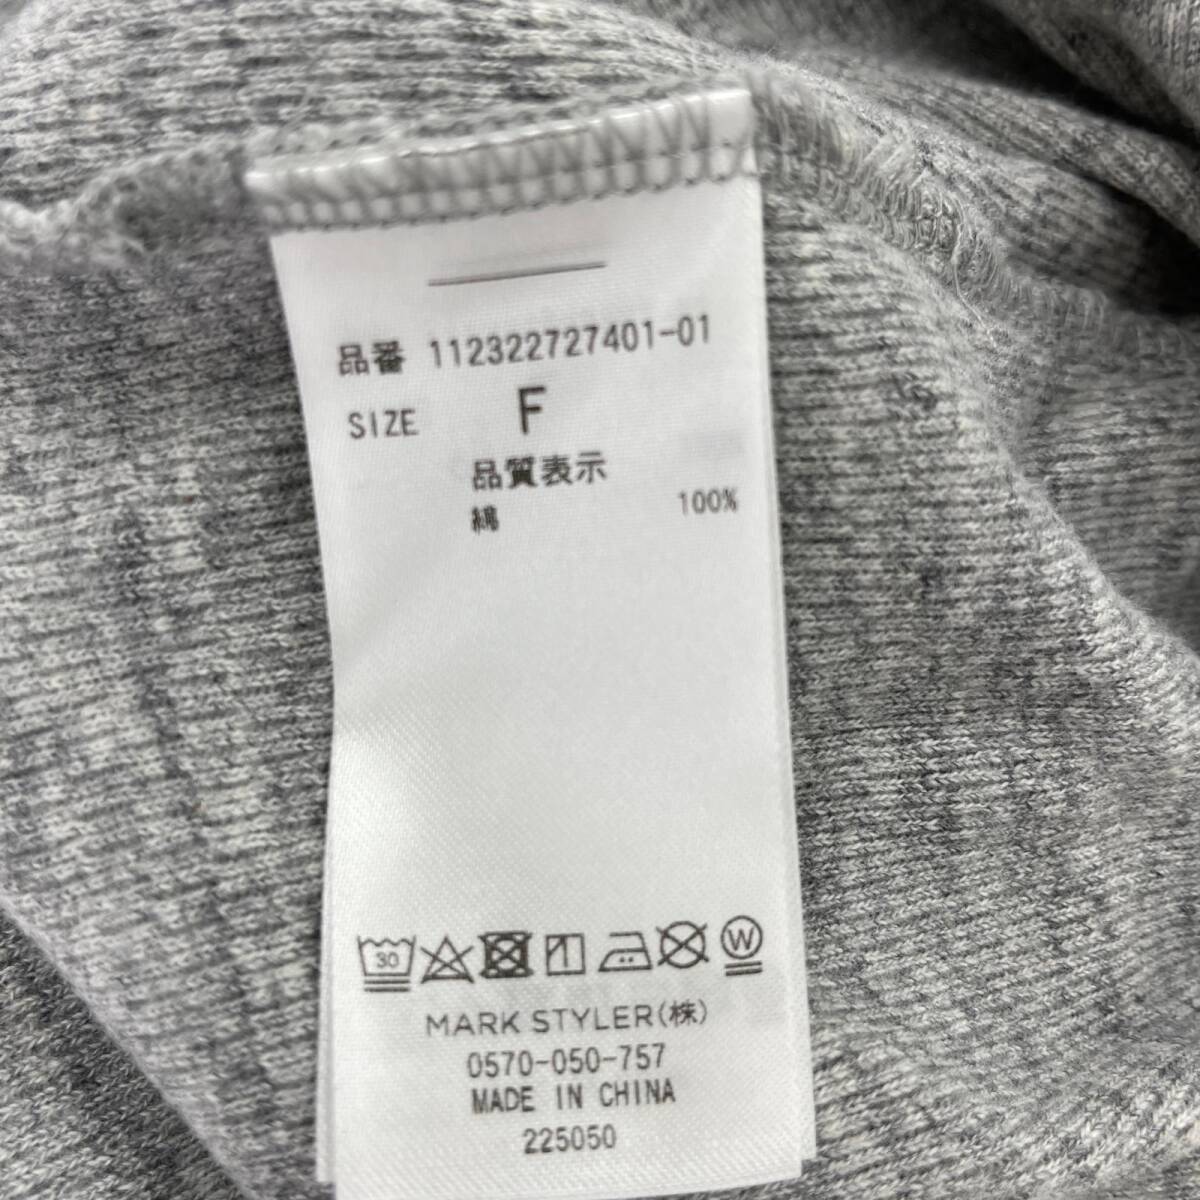 品番 112322727401-01
SIZE F
品質表示
綿 100%
30 W
MARK STYLER(株)
0570-050-757
MADE IN CHINA
225050